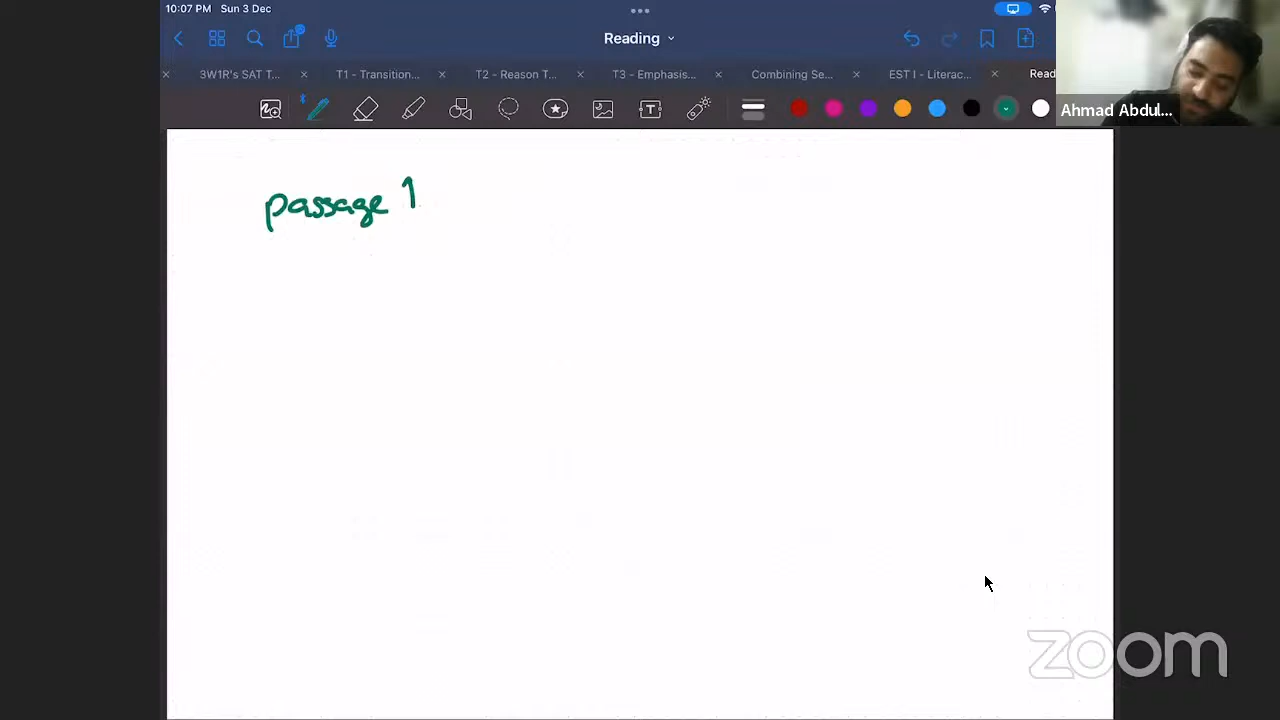 10:07 PM Sun 3 Dec
Reading
3W1R's SAT T...
T1 - Transition...
T2 - Reason T...
T3 - Emphasis...
Combining Se...
EST I - Literac...
Read
T
Ahmad Abdul...
passage 1
zoom